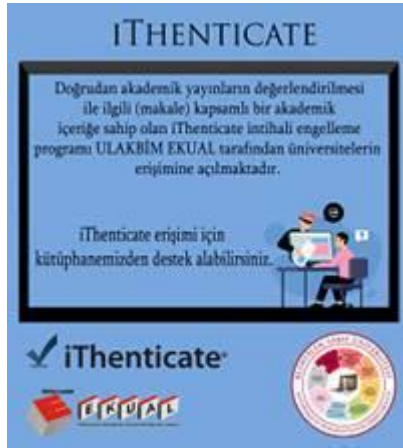 iTHENTICATE
Doğrudan akademik yayınların değerlendirilmesi
ile ilgili (makale) kapsamlı bir akademik
içeriğe sahip olan iThenticate intihali engelleme
programı ULAKBİM EKUAL tarafından üniversitelerin
erişimine açılmaktadır.
iThenticate erişimi için
kütüphanemizden destek alabilirsiniz.
iThenticate®
EKUAL